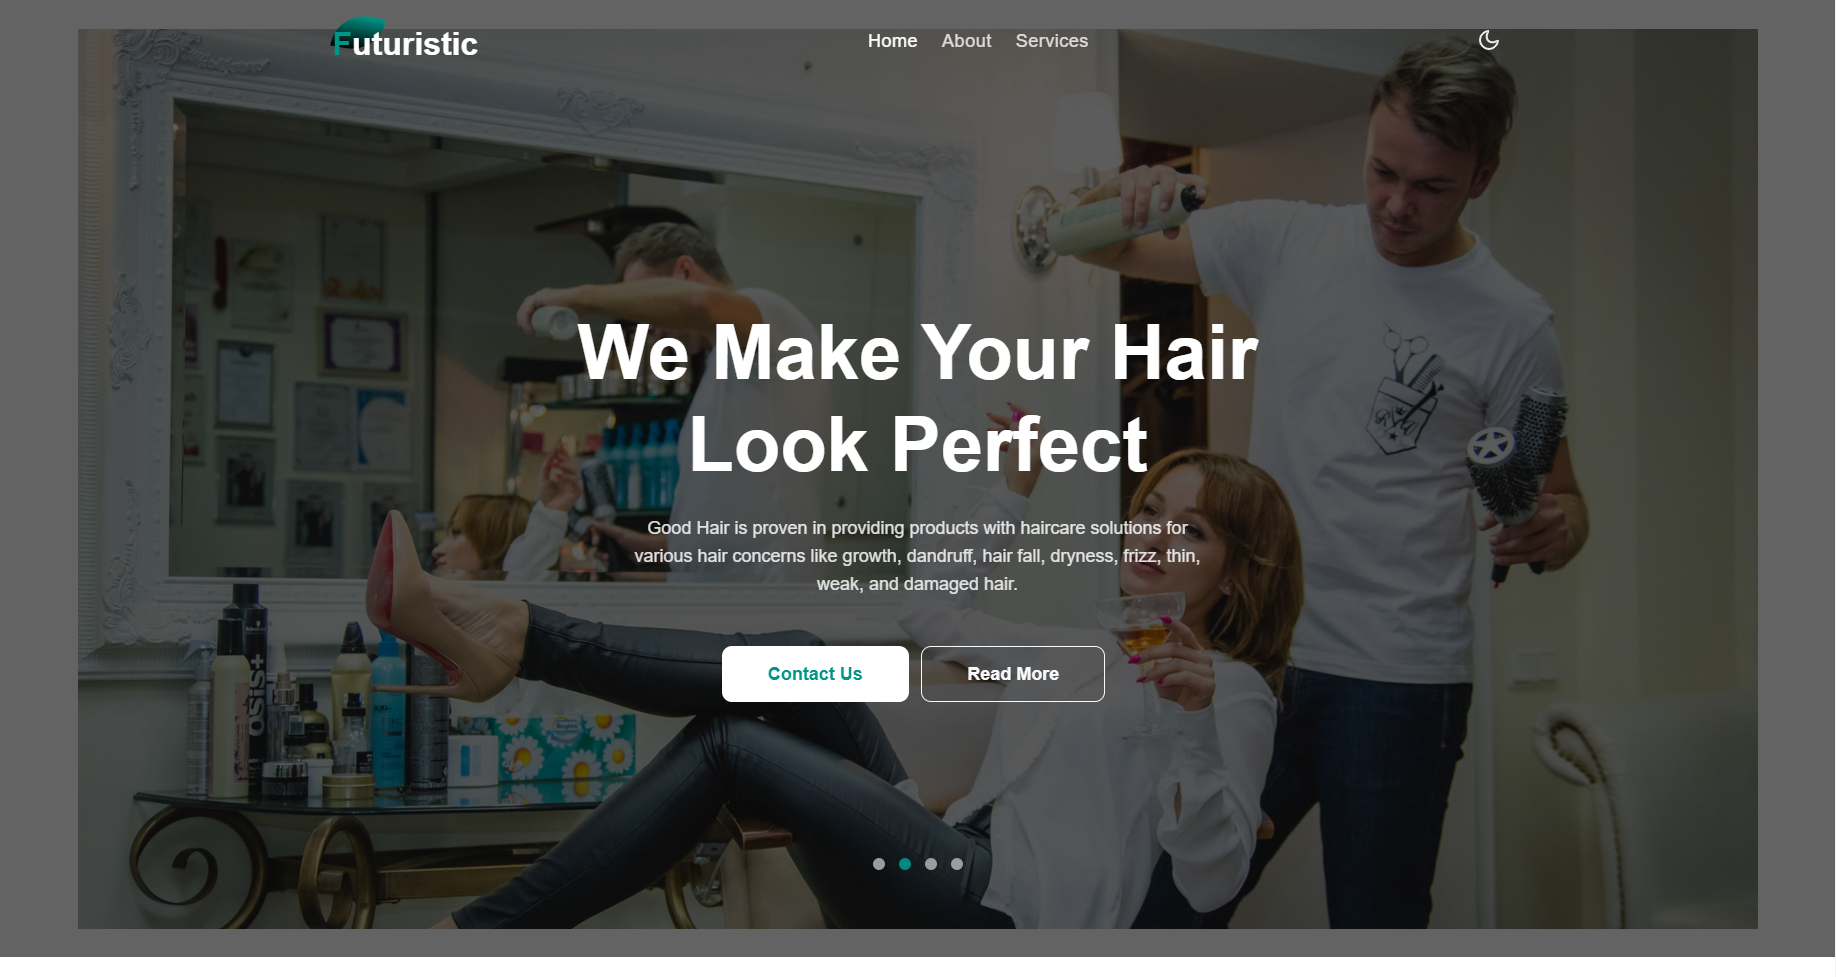 Futuristic
Home About Services
We Make Your Hair
Look Perfect
Good Hair is proven in providing products with haircare solutions for
various hair concerns like growth, dandruff, hair fall, dryness, frizz, thin,
weak, and damaged hair.
Contact Us Read More
OSiS+